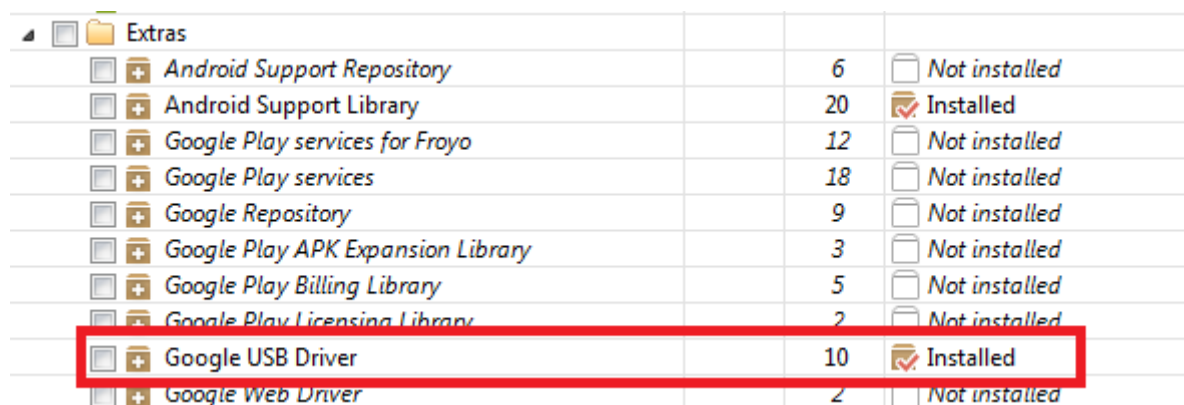 Extras
Android Support Repository 6 Not installed
Android Support Library 20 Installed
Google Play services for Froyo 12 Not installed
Google Play services 18 Not installed
Google Repository 9 Not installed
Google Play APK Expansion Library 3 Not installed
Google Play Billing Library 5 Not installed
Google Play Licensing Library 2 Not installed
Google USB Driver 10 Installed
Google Web Driver 2 Not installed